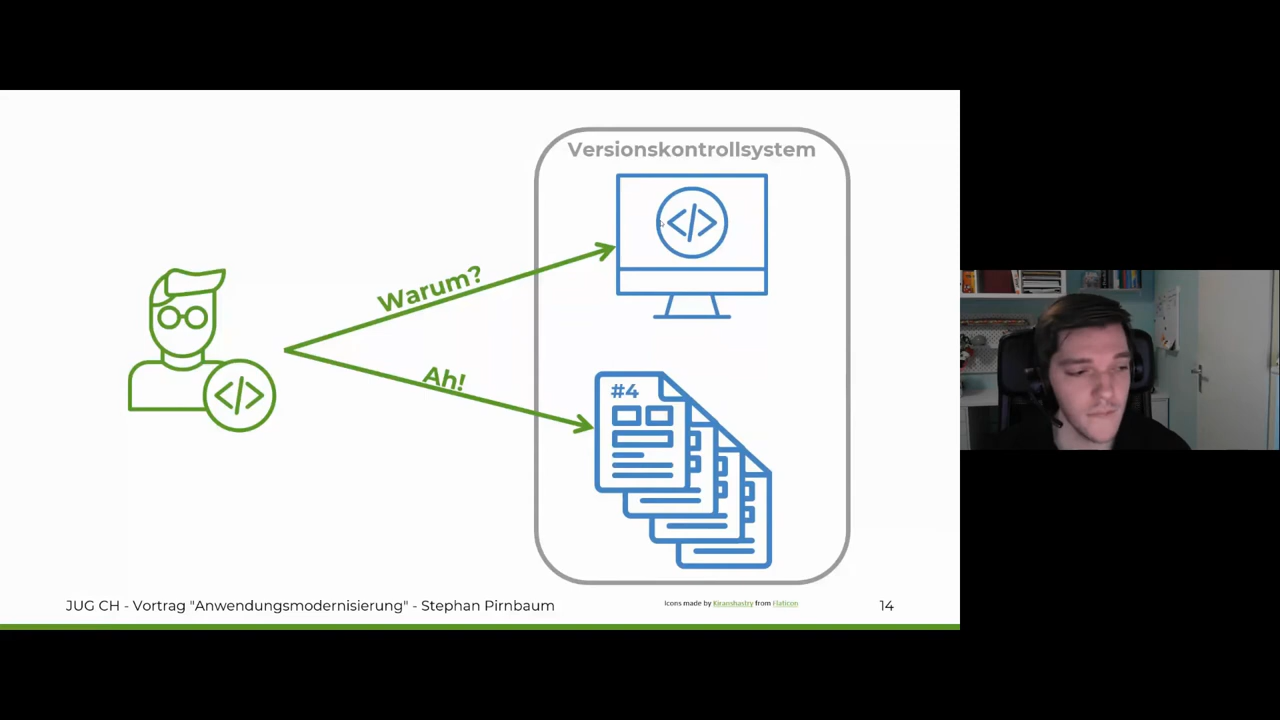 Versionskontrollsystem
Warum?
Ah!
#4
JUG CH - Vortrag "Anwendungsmodernisierung" - Stephan Pirnbaum
Icons made by Kiranshastry from Flaticon
14